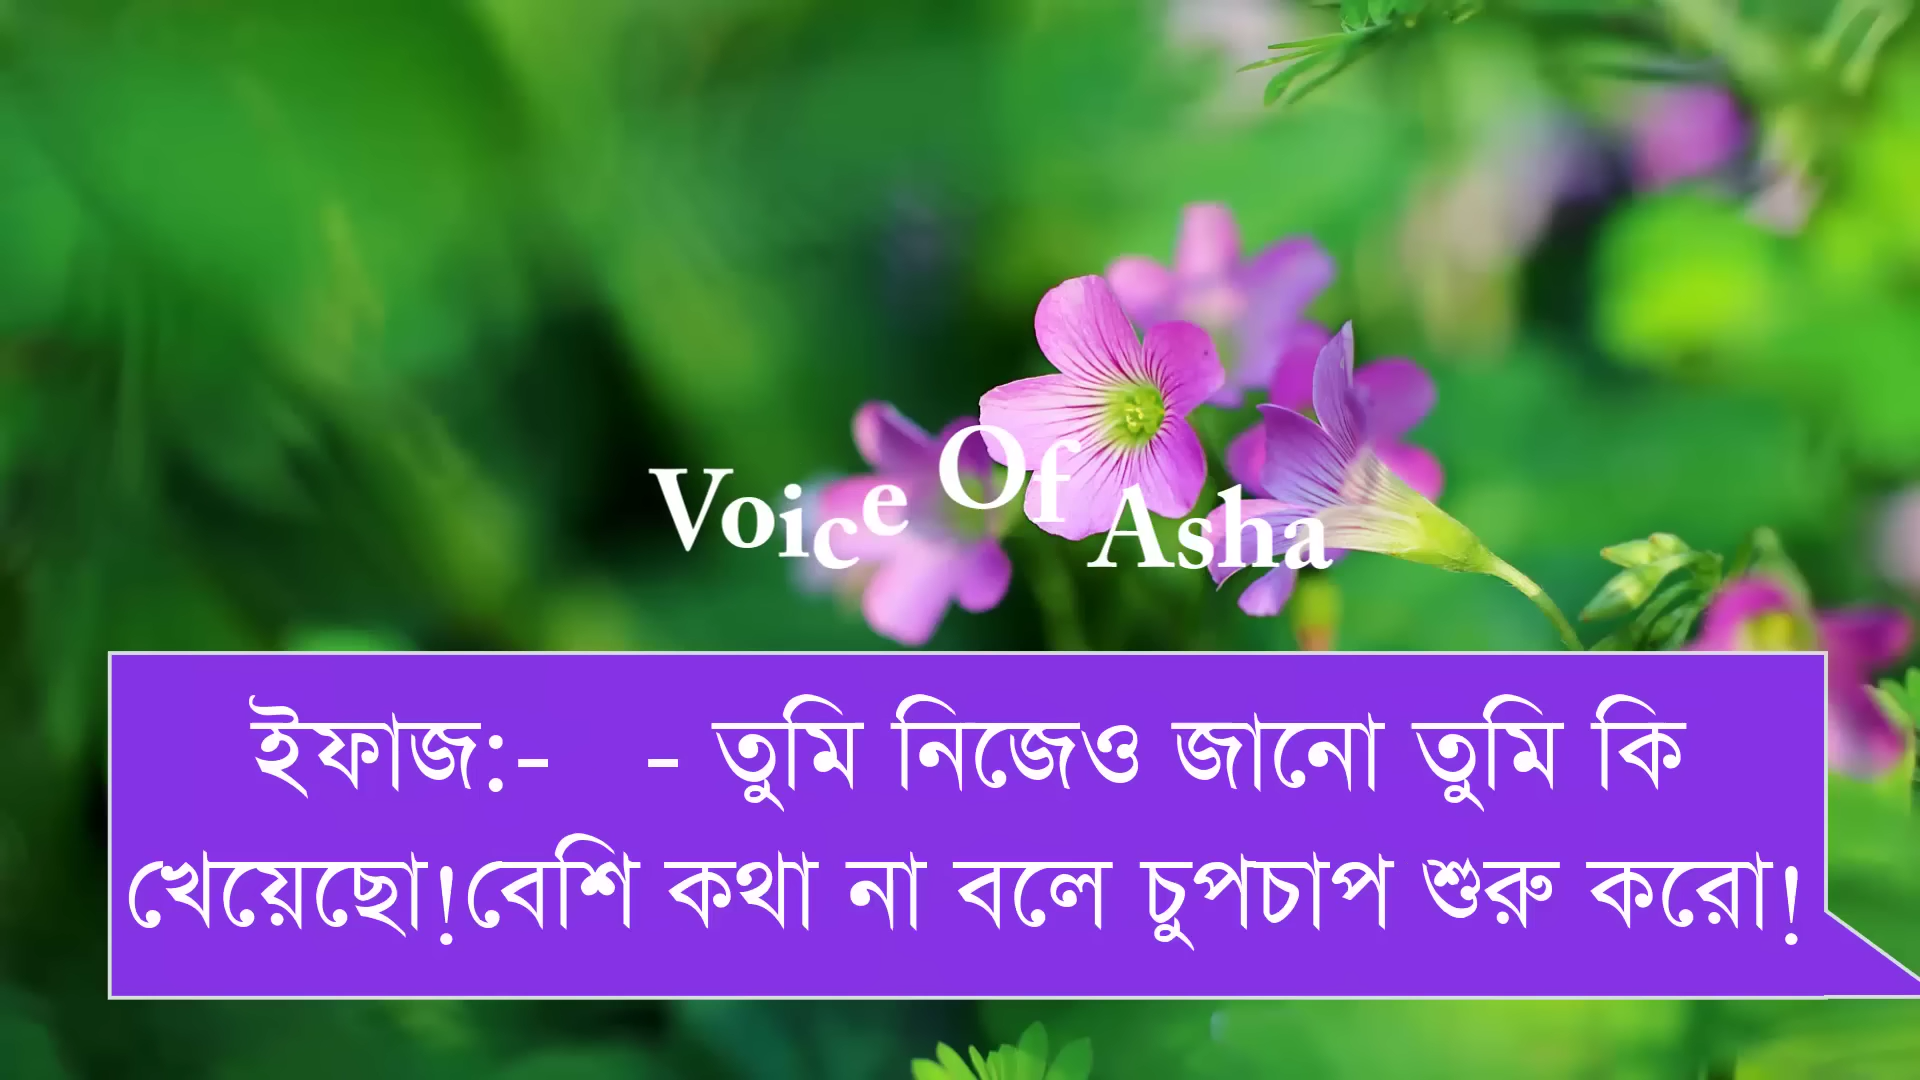 Voice Of Asha
ইফাজ:- - তুমি নিজেও জানো তুমি কি
খেয়েছো!বেশি কথা না বলে চুপচাপ শুরু করো!